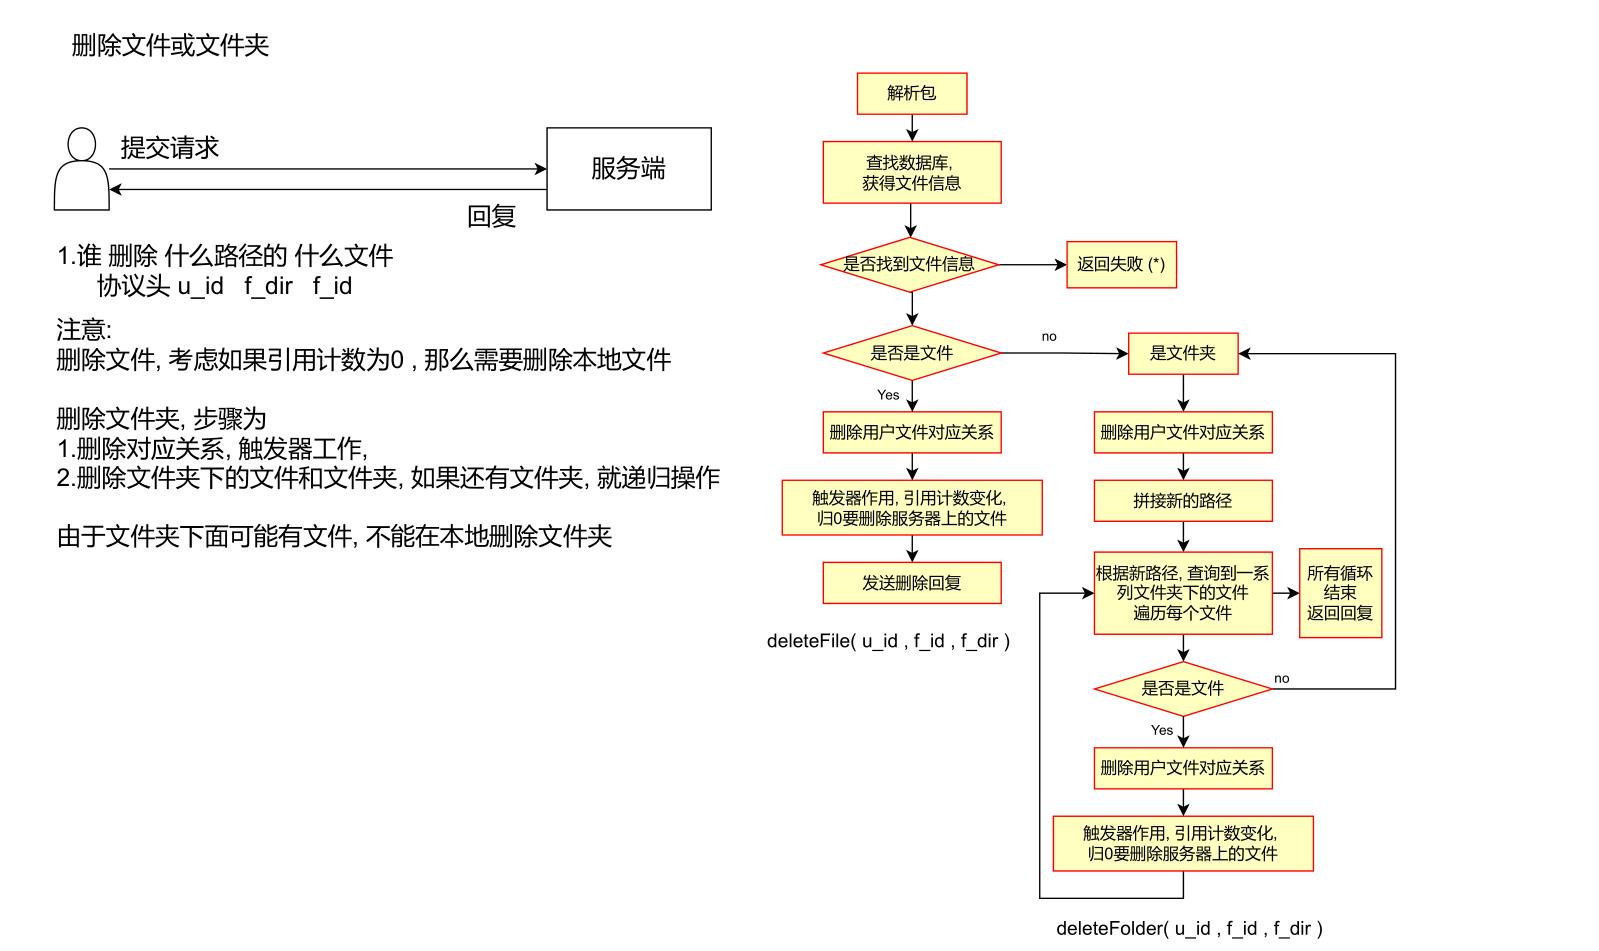 删除文件或文件夹
提交请求
服务端
回复
1.谁 删除 什么路径的 什么文件
协议头 u_id f_dir f_id
注意:
删除文件, 考虑如果引用计数为0 , 那么需要删除本地文件
删除文件夹, 步骤为
1.删除对应关系, 触发器工作,
2.删除文件夹下的文件和文件夹, 如果还有文件夹, 就递归操作
由于文件夹下面可能有文件, 不能在本地删除文件夹
解析包
查找数据库,
获得文件信息
是否找到文件信息
返回失败 (*)
是否是文件
no
Yes
删除用户文件对应关系
触发器作用, 引用计数变化,
归0要删除服务器上的文件
发送删除回复
deleteFile( u_id , f_id , f_dir )
是文件夹
删除用户文件对应关系
拼接新的路径
根据新路径, 查询到一系
列文件夹下的文件
遍历每个文件
所有循环
结束
返回回复
是否是文件
no
Yes
删除用户文件对应关系
触发器作用, 引用计数变化,
归0要删除服务器上的文件
deleteFolder( u_id , f_id , f_dir )